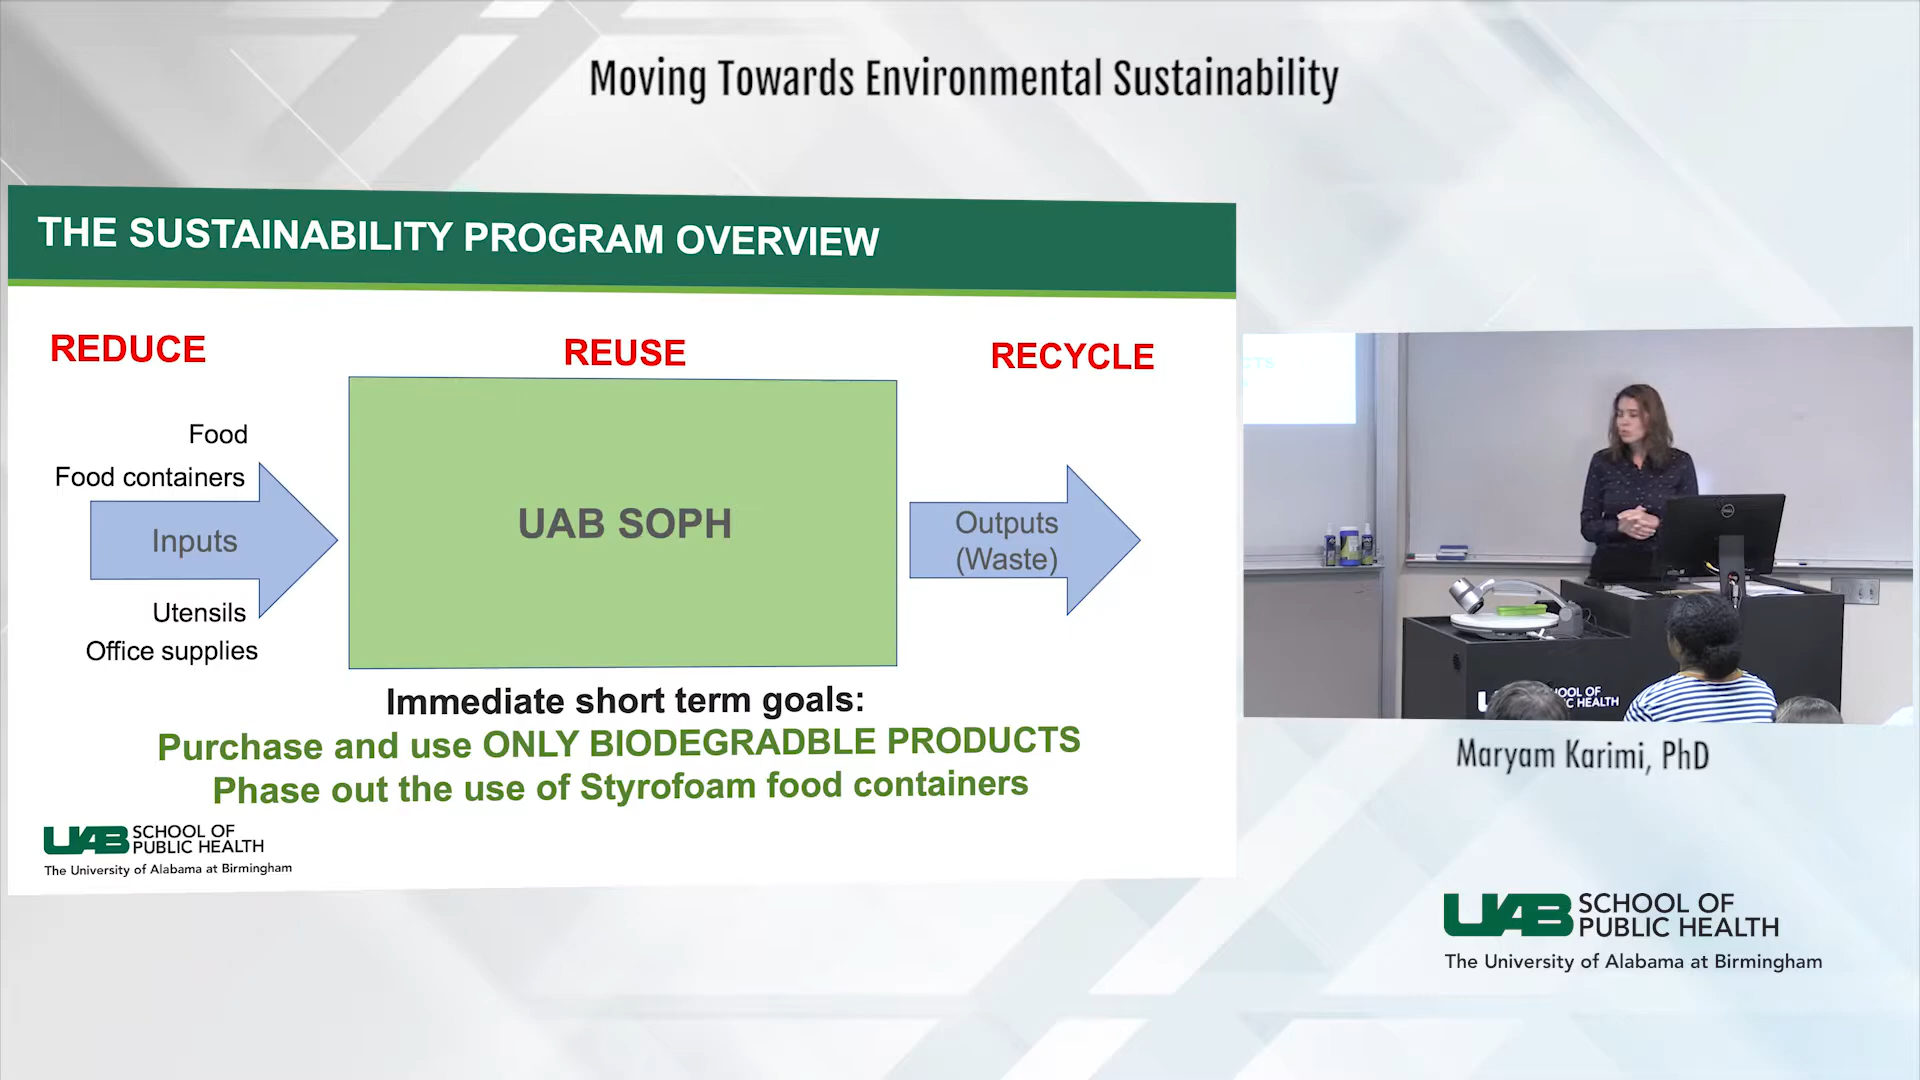 Moving Towards Environmental Sustainability
THE SUSTAINABILITY PROGRAM OVERVIEW
REDUCE
REUSE
RECYCLE
Food
Food containers
Inputs
Utensils
Office supplies
UAB SOPH
Outputs
(Waste)
Immediate short term goals:
Purchase and use ONLY BIODEGRADBLE PRODUCTS
Phase out the use of Styrofoam food containers
UAB SCHOOL OF
PUBLIC HEALTH
The University of Alabama at Birmingham
DELL
Maryam Karimi, PhD
UAB SCHOOL OF
PUBLIC HEALTH
The University of Alabama at Birmingham